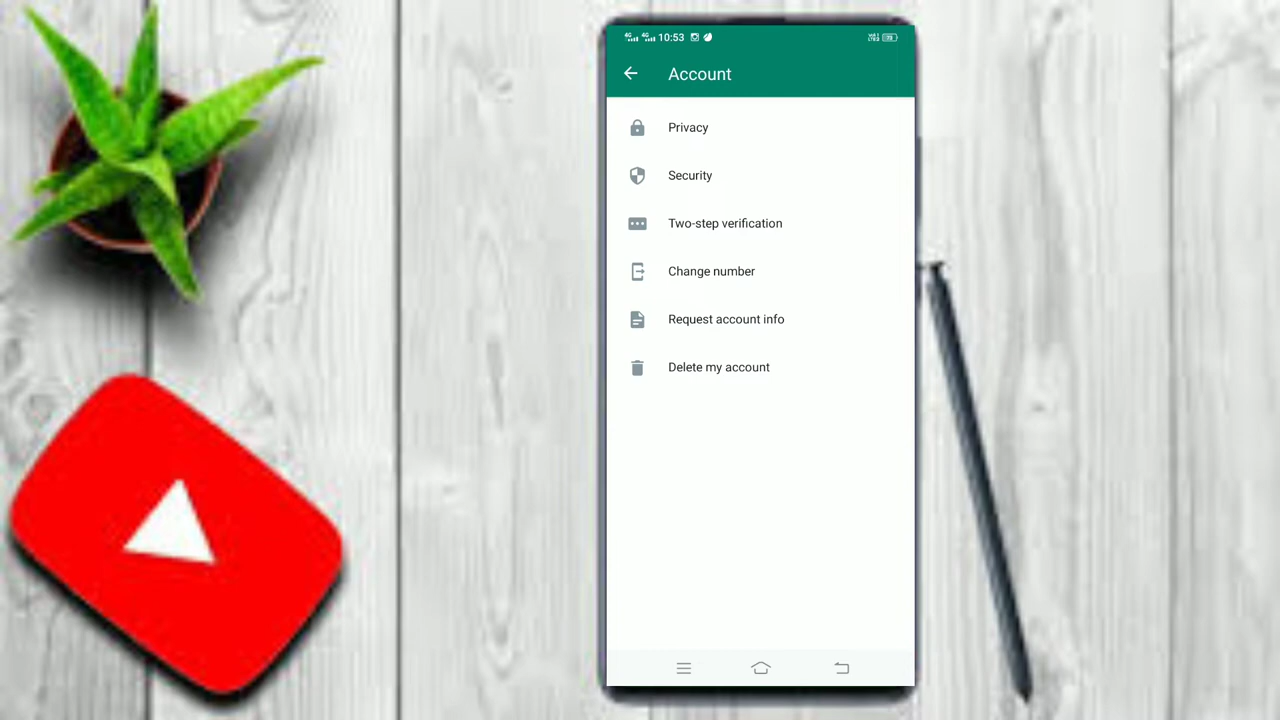 10:53
Account
Privacy
Security
Two-step verification
Change number
Request account info
Delete my account